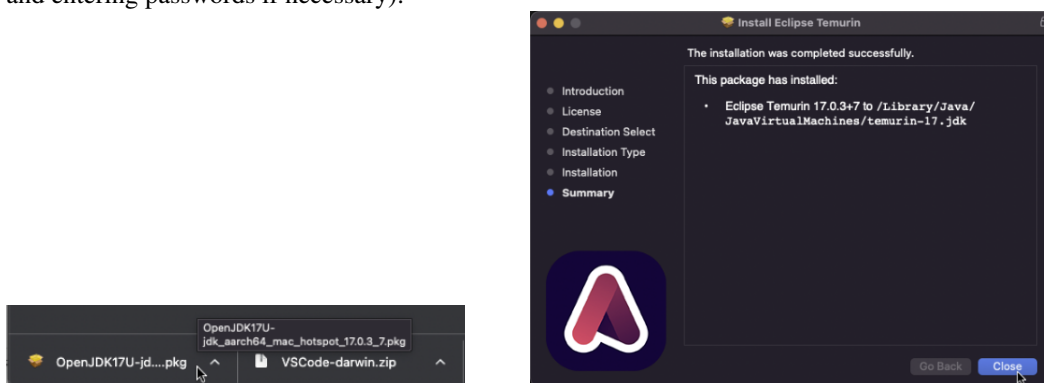 and entering passwords if necessary).
Install Eclipse Temurin
The installation was completed successfully.
Introduction
License
Destination Select
Installation Type
Installation
Summary
This package has installed:
• Eclipse Temurin 17.0.3+7 to /Library/Java/
JavaVirtualMachines/temurin-17.jdk
Go Back
Close
OpenJDK17U-
jdk_aarch64_mac_hotspot_17.0.3_7.pkg
OpenJDK17U-jd....pkg
VSCode-darwin.zip